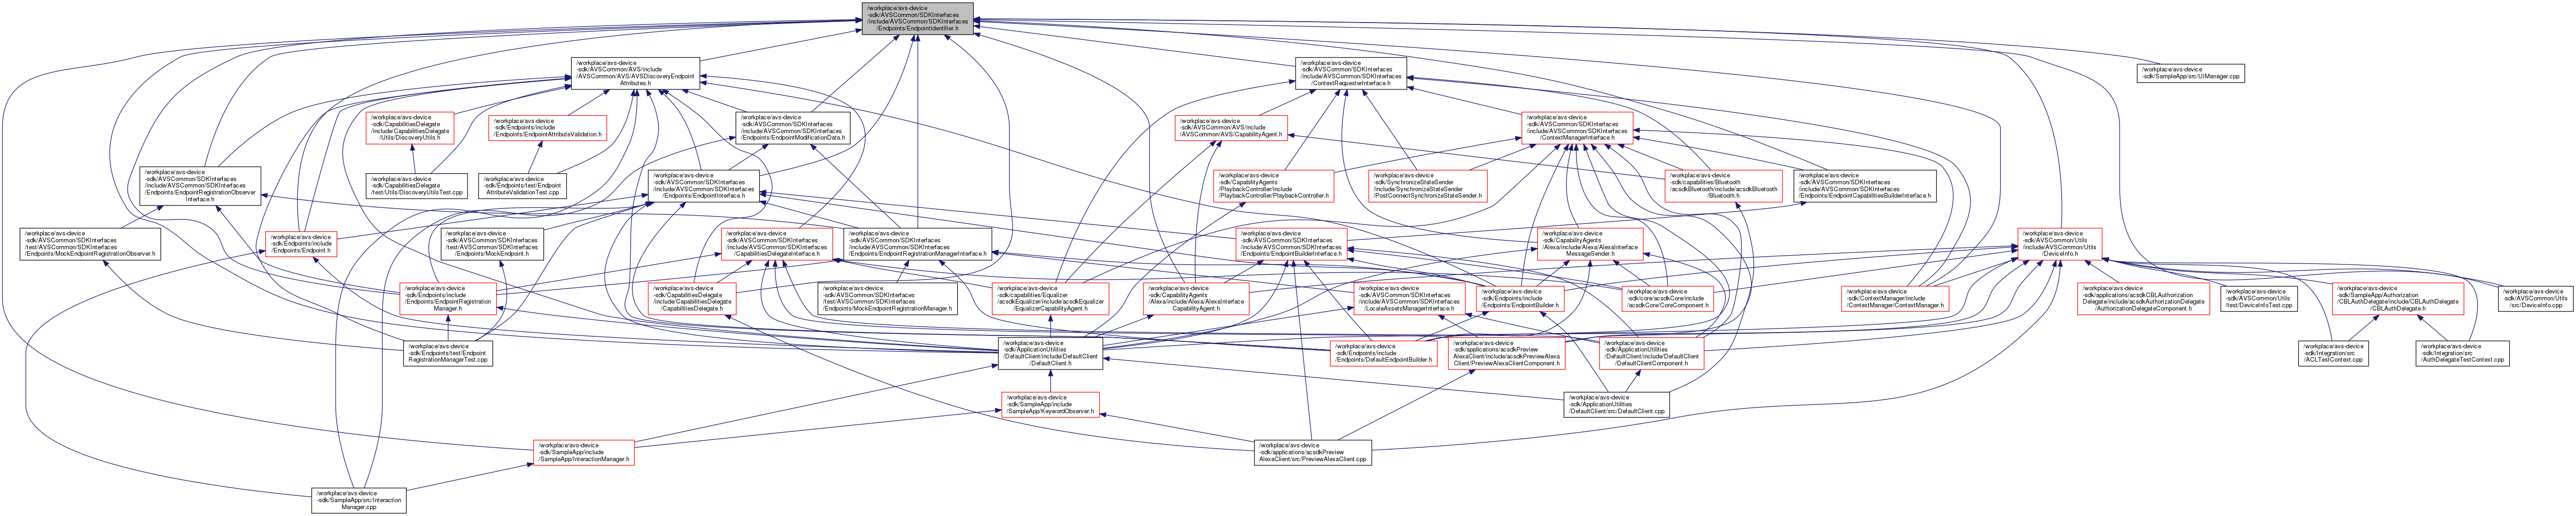 /workplace/avs-device
-sdk/AVSCommon/SDKInterfaces
/include/AVSCommon/SDKInterfaces
/Endpoints/EndpointIdentifier.h
/workplace/avs-device
-sdk/AVSCommon/AVS/include
/AVSCommon/AVS/AVSDiscoveryEndpoint
Attributes.h
/workplace/avs-device
-sdk/AVSCommon/SDKInterfaces
/include/AVSCommon/SDKInterfaces
/ContextRequesterInterface.h
/workplace/avs-device
-sdk/SampleApp/src/UIManager.cpp
/workplace/avs-device
-sdk/CapabilitiesDelegate
/include/CapabilitiesDelegate
/Utils/DiscoveryUtils.h
/workplace/avs-device
-sdk/Endpoints/include
/Endpoints/EndpointAttributeValidation.h
/workplace/avs-device
-sdk/AVSCommon/SDKInterfaces
/include/AVSCommon/SDKInterfaces
/Endpoints/EndpointModificationData.h
/workplace/avs-device
-sdk/AVSCommon/AVS/include
/AVSCommon/AVS/CapabilityAgent.h
/workplace/avs-device
-sdk/AVSCommon/SDKInterfaces
/include/AVSCommon/SDKInterfaces
/ContextManagerInterface.h
/workplace/avs-device
-sdk/AVSCommon/SDKInterfaces
/include/AVSCommon/SDKInterfaces
/Endpoints/EndpointRegistrationObserver
Interface.h
/workplace/avs-device
-sdk/CapabilitiesDelegate
/test/Utils/DiscoveryUtilsTest.cpp
/workplace/avs-device
-sdk/Endpoints/test/Endpoint
AttributeValidationTest.cpp
/workplace/avs-device
-sdk/AVSCommon/SDKInterfaces
/include/AVSCommon/SDKInterfaces
/Endpoints/EndpointInterface.h
/workplace/avs-device
-sdk/CapabilityAgents
/PlaybackController/include
/PlaybackController/PlaybackController.h
/workplace/avs-device
-sdk/SynchronizeStateSender
/include/SynchronizeStateSender
/PostConnectSynchronizeStateSender.h
/workplace/avs-device
-sdk/capabilities/Bluetooth
/acsdkBluetooth/include/acsdkBluetooth
/Bluetooth.h
/workplace/avs-device
-sdk/AVSCommon/SDKInterfaces
/include/AVSCommon/SDKInterfaces
/Endpoints/EndpointCapabilitiesBuilderInterface.h
/workplace/avs-device
-sdk/AVSCommon/SDKInterfaces
/test/AVSCommon/SDKInterfaces
/Endpoints/MockEndpointRegistrationObserver.h
/workplace/avs-device
-sdk/Endpoints/include
/Endpoints/Endpoint.h
/workplace/avs-device
-sdk/AVSCommon/SDKInterfaces
/test/AVSCommon/SDKInterfaces
/Endpoints/MockEndpoint.h
/workplace/avs-device
-sdk/AVSCommon/SDKInterfaces
/include/AVSCommon/SDKInterfaces
/CapabilitiesDelegateInterface.h
/workplace/avs-device
-sdk/AVSCommon/SDKInterfaces
/include/AVSCommon/SDKInterfaces
/Endpoints/EndpointRegistrationManagerInterface.h
/workplace/avs-device
-sdk/AVSCommon/SDKInterfaces
/include/AVSCommon/SDKInterfaces
/Endpoints/EndpointBuilderInterface.h
/workplace/avs-device
-sdk/CapabilityAgents
/Alexa/include/Alexa/AlexaInterface
MessageSender.h
/workplace/avs-device
-sdk/AVSCommon/Utils
/include/AVSCommon/Utils
/DeviceInfo.h
/workplace/avs-device
-sdk/Endpoints/include
/Endpoints/EndpointRegistration
Manager.h
/workplace/avs-device
-sdk/CapabilitiesDelegate
/include/CapabilitiesDelegate
/CapabilitiesDelegate.h
/workplace/avs-device
-sdk/AVSCommon/SDKInterfaces
/test/AVSCommon/SDKInterfaces
/Endpoints/MockEndpointRegistrationManager.h
/workplace/avs-device
-sdk/capabilities/Equalizer
/acsdkEqualizer/include/acsdkEqualizer
/EqualizerCapabilityAgent.h
/workplace/avs-device
-sdk/CapabilityAgents
/Alexa/include/Alexa/AlexaInterface
CapabilityAgent.h
/workplace/avs-device
-sdk/AVSCommon/SDKInterfaces
/include/AVSCommon/SDKInterfaces
/LocaleAssetsManagerInterface.h
/workplace/avs-device
-sdk/Endpoints/include
/Endpoints/EndpointBuilder.h
/workplace/avs-device
-sdk/core/acsdkCore/include
/acsdkCore/CoreComponent.h
/workplace/avs-device
-sdk/ContextManager/include
/ContextManager/ContextManager.h
/workplace/avs-device
-sdk/applications/acsdkCBLAuthorization
Delegate/include/acsdkAuthorizationDelegate
/AuthorizationDelegateComponent.h
/workplace/avs-device
-sdk/AVSCommon/Utils
/test/DeviceInfoTest.cpp
/workplace/avs-device
-sdk/SampleApp/Authorization
/CBLAuthDelegate/include/CBLAuthDelegate
/CBLAuthDelegate.h
/workplace/avs-device
-sdk/AVSCommon/Utils
/src/DeviceInfo.cpp
/workplace/avs-device
-sdk/Endpoints/test/Endpoint
RegistrationManagerTest.cpp
/workplace/avs-device
-sdk/ApplicationUtilities
/DefaultClient/include/DefaultClient
/DefaultClient.h
/workplace/avs-device
-sdk/Endpoints/include
/Endpoints/DefaultEndpointBuilder.h
/workplace/avs-device
-sdk/applications/acsdkPreview
AlexaClient/include/acsdkPreviewAlexa
Client/PreviewAlexaClientComponent.h
/workplace/avs-device
-sdk/ApplicationUtilities
/DefaultClient/include/DefaultClient
/DefaultClientComponent.h
/workplace/avs-device
-sdk/Integration/src
/ACLTestContext.cpp
/workplace/avs-device
-sdk/Integration/src
/AuthDelegateTestContext.cpp
/workplace/avs-device
-sdk/SampleApp/include
/SampleApp/KeywordObserver.h
/workplace/avs-device
-sdk/ApplicationUtilities
/DefaultClient/src/DefaultClient.cpp
/workplace/avs-device
-sdk/SampleApp/include
/SampleApp/InteractionManager.h
/workplace/avs-device
-sdk/applications/acsdkPreview
AlexaClient/src/PreviewAlexaClient.cpp
/workplace/avs-device
-sdk/SampleApp/src/Interaction
Manager.cpp